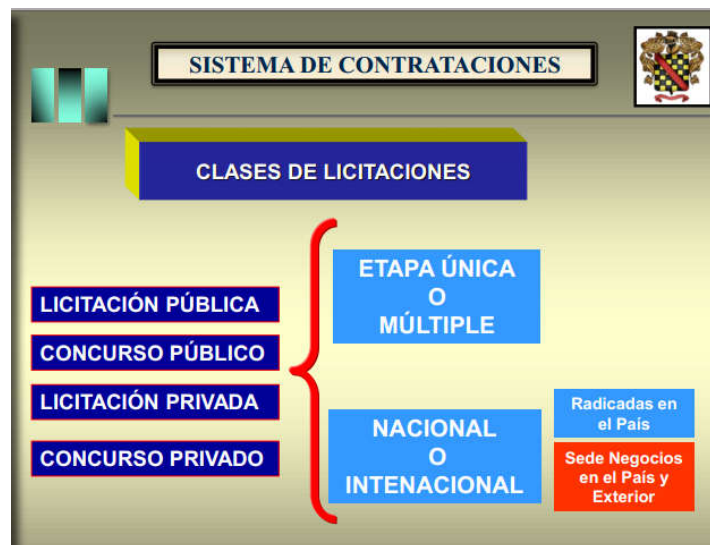 SISTEMA DE CONTRATACIONES
CLASES DE LICITACIONES
LICITACIÓN PÚBLICA
CONCURSO PÚBLICO
LICITACIÓN PRIVADA
CONCURSO PRIVADO
ETAPA ÚNICA
O
MÚLTIPLE
NACIONAL
O
INTENACIONAL
Radicadas en
el País
Sede Negocios
en el País y
Exterior